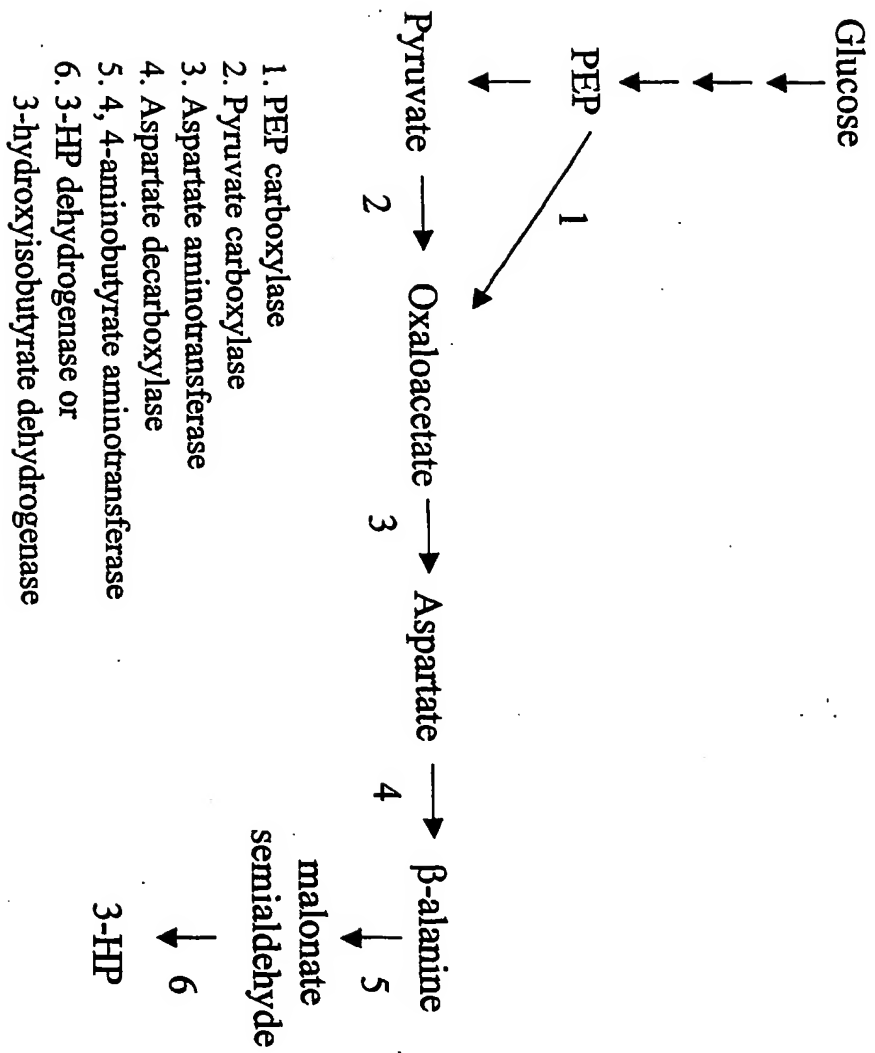 Glucose
PEP
1
Pyruvate
2
Oxaloacetate
3
Aspartate
4
β-alanine
5
malonate
semialdehyde
6
3-HP
1. PEP carboxylase
2. Pyruvate carboxylase
3. Aspartate aminotransferase
4. Aspartate decarboxylase
5. 4, 4-aminobutyrate aminotransferase
6. 3-HP dehydrogenase or
3-hydroxyisobutyrate dehydrogenase